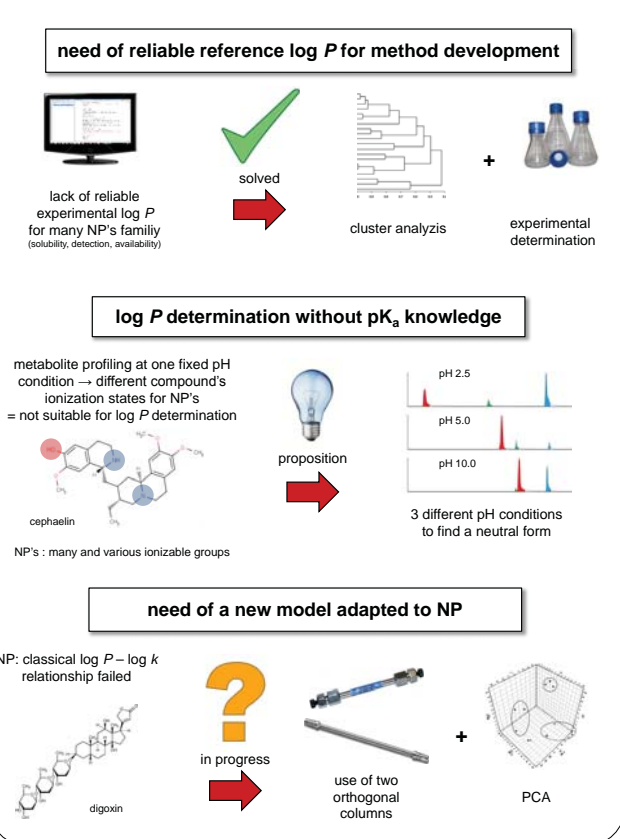 need of reliable reference log P for method development
solved
lack of reliable
experimental log P
for many NP's familiy
(solubility, detection, availability)
+
cluster analyzis
experimental
determination
log P determination without pKa knowledge
metabolite profiling at one fixed pH
condition → different compound's
ionization states for NP's
= not suitable for log P determination
cephaelin
NP's : many and various ionizable groups
proposition
pH 2.5
pH 5.0
pH 10.0
3 different pH conditions
to find a neutral form
need of a new model adapted to NP
NP: classical log P – log k
relationship failed
digoxin
in progress
use of two
orthogonal
columns
+
PCA